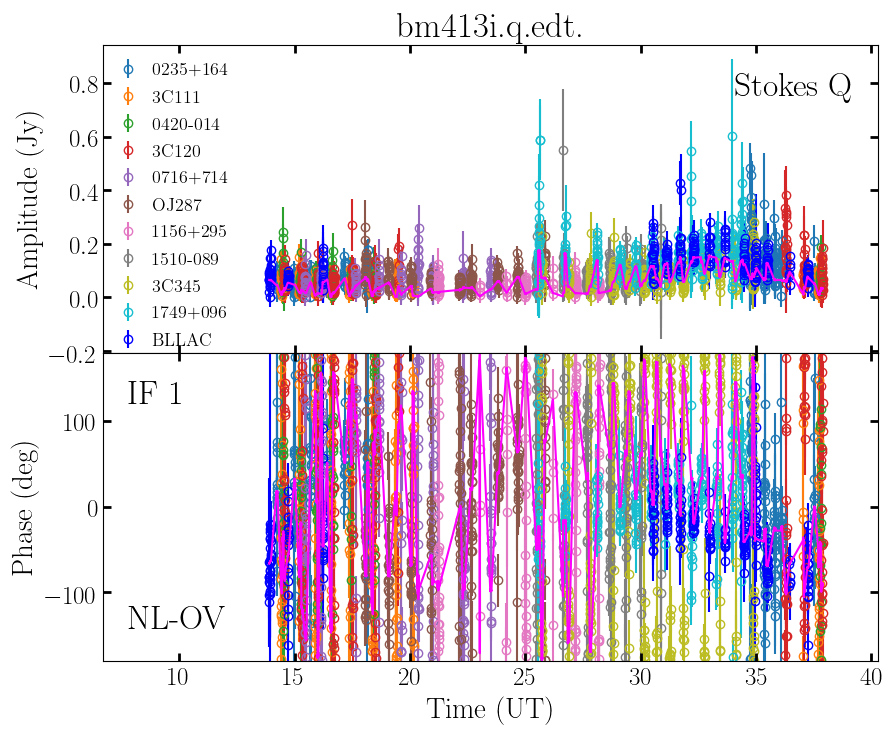 bm413i.q.edt.
Stokes Q
Amplitude (Jy)
0.8
0.6
0.4
0.2
0.0
−0.2
0235+164
3C111
0420-014
3C120
0716+714
OJ287
1156+295
1510-089
3C345
1749+096
BLLAC
IF 1
NL-OV
Phase (deg)
100
0
−100
10
15
20
25
30
35
40
Time (UT)